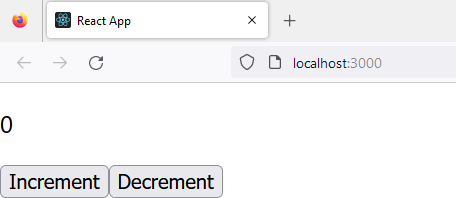 React App
localhost:3000
0
Increment Decrement